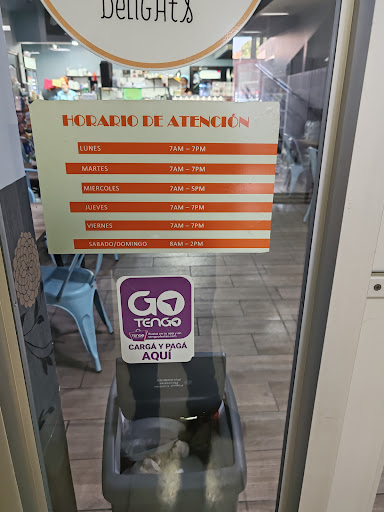 DELIGHTS
HORARIO DE ATENCIÓN
LUNES 7AM – 7PM
MARTES 7AM – 7PM
MIERCOLES 7AM – 5PM
JUEVES 7AM – 7PM
VIERNES 7AM – 7PM
SABADO/DOMINGO 8AM – 2PM
GO
TENGO
CARGÁ Y PAGÁ
AQUÍ